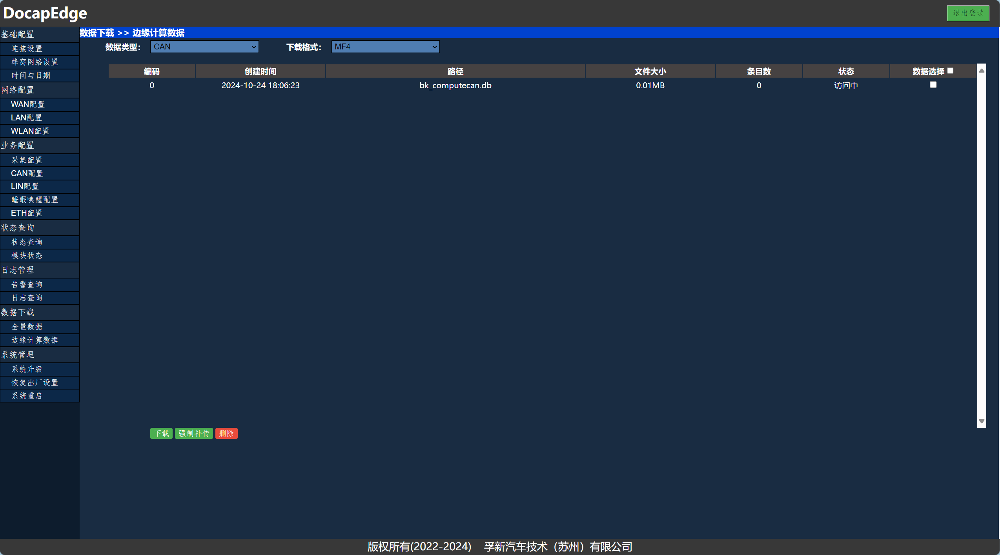 DocapEdge
退出登录
基础配置
连接设置
蜂窝网络设置
时间与日期
网络配置
WAN配置
LAN配置
WLAN配置
业务配置
采集配置
CAN配置
LIN配置
睡眠唤醒配置
ETH配置
状态查询
状态查询
模块状态
日志管理
告警查询
日志查询
数据下载
全量数据
边缘计算数据
系统管理
系统升级
恢复出厂设置
系统重启
数据下载 >> 边缘计算数据
数据类型： CAN 下载格式： MF4
编码 创建时间 路径 文件大小 条目数 状态 数据选择
0 2024-10-24 18:06:23 bk_computecan.db 0.01MB 0 访问中
下载 强制补传 删除
版权所有(2022-2024) 孚新汽车技术（苏州）有限公司